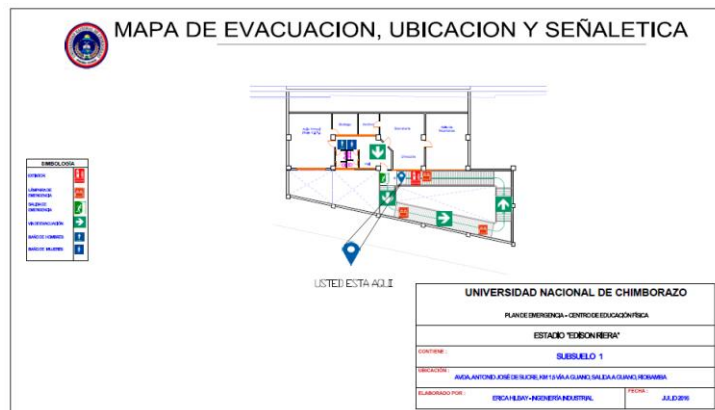 MAPA DE EVACUACION, UBICACION Y SEÑALETICA
SIMBOLOGÍA
EXTINTOR
LÁMPARA DE
EMERGENCIA
SALIDA DE
EMERGENCIA
VIA DE EVACUACIÓN
BAÑO DE HOMBRES
BAÑO DE MUJERES
USTED ESTA AQUI
UNIVERSIDAD NACIONAL DE CHIMBORAZO
PLAN DE EMERGENCIA - CENTRO DE EDUCACIÓN FÍSICA
ESTADIO "EDISON RIERA"
CONTIENE :
SUBSUELO 1
UBICACIÓN :
AVDA. ANTONIO JOSÉ DE SUCRE, KM 1,5 VÍA A GUANO, SALIDA A GUANO, RIOBAMBA
ELABORADO POR :
ERICA HILBAY - INGENIERÍA INDUSTRIAL
FECHA :
JULIO 2016